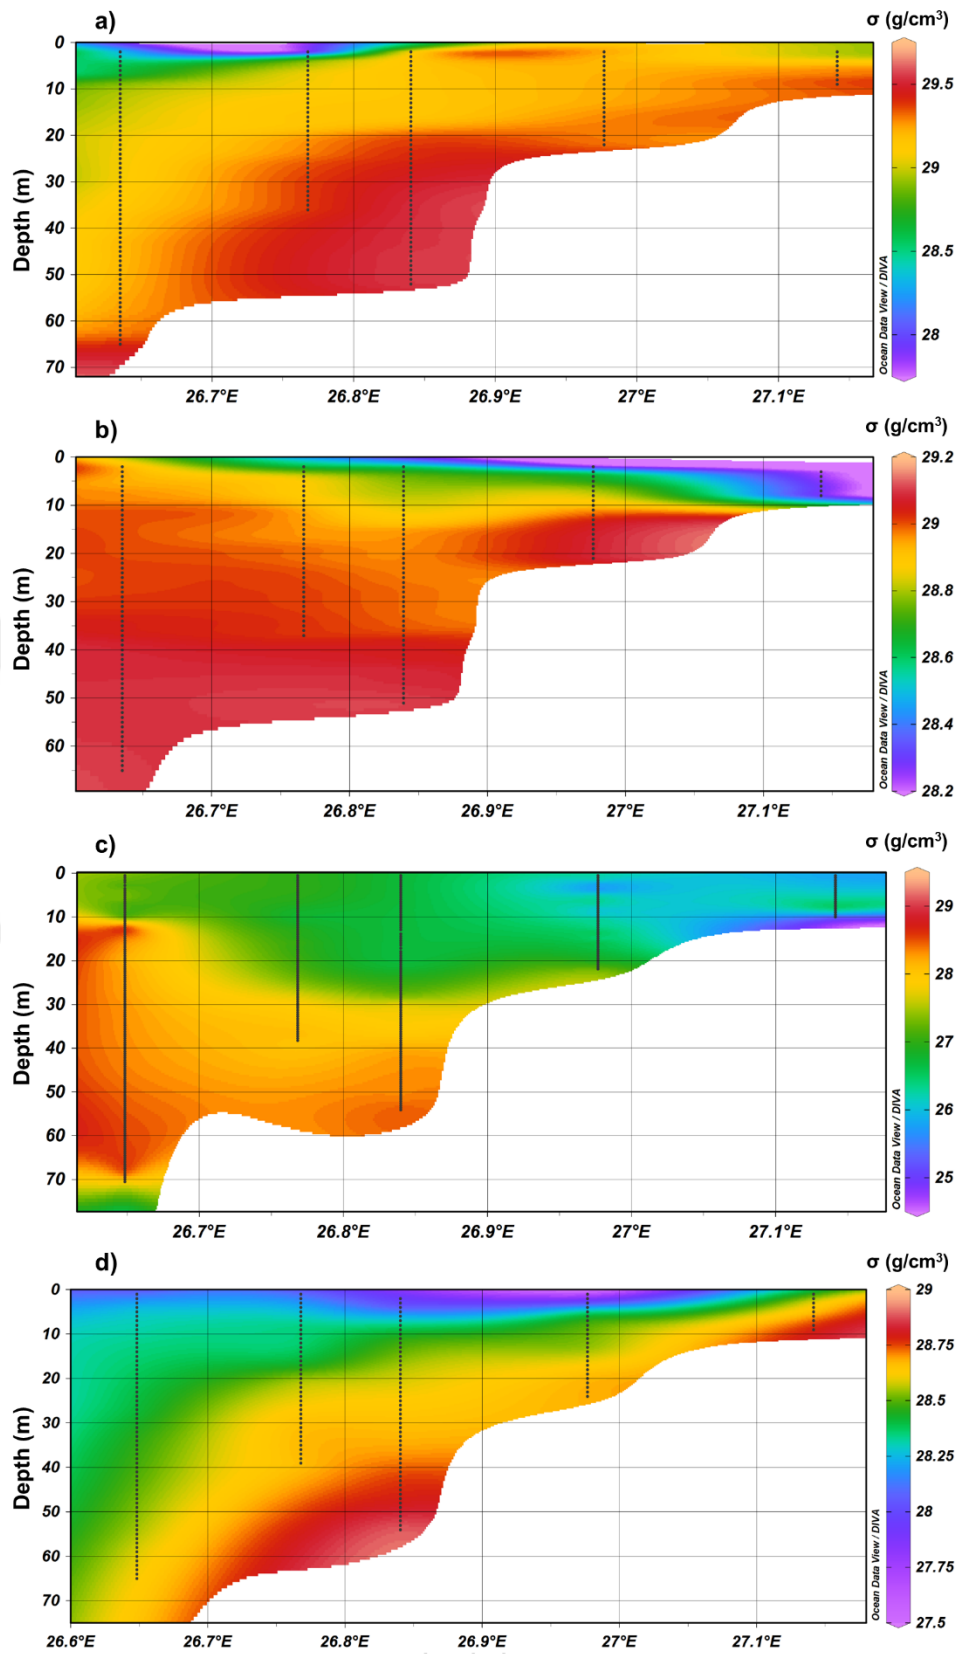 a)
σ (g/cm³)
0
10
20
30
40
50
60
70
Depth (m)
26.7°E 26.8°E 26.9°E 27°E 27.1°E
29.5
29
28.5
28
Ocean Data View / DIVA
b)
σ (g/cm³)
0
10
20
30
40
50
60
Depth (m)
26.7°E 26.8°E 26.9°E 27°E 27.1°E
29.2
29
28.8
28.6
28.4
28.2
Ocean Data View / DIVA
c)
σ (g/cm³)
0
10
20
30
40
50
60
70
Depth (m)
26.7°E 26.8°E 26.9°E 27°E 27.1°E
29
28
27
26
25
Ocean Data View / DIVA
d)
σ (g/cm³)
0
10
20
30
40
50
60
70
Depth (m)
26.6°E 26.7°E 26.8°E 26.9°E 27°E 27.1°E
29
28.75
28.5
28.25
28
27.75
27.5
Ocean Data View / DIVA